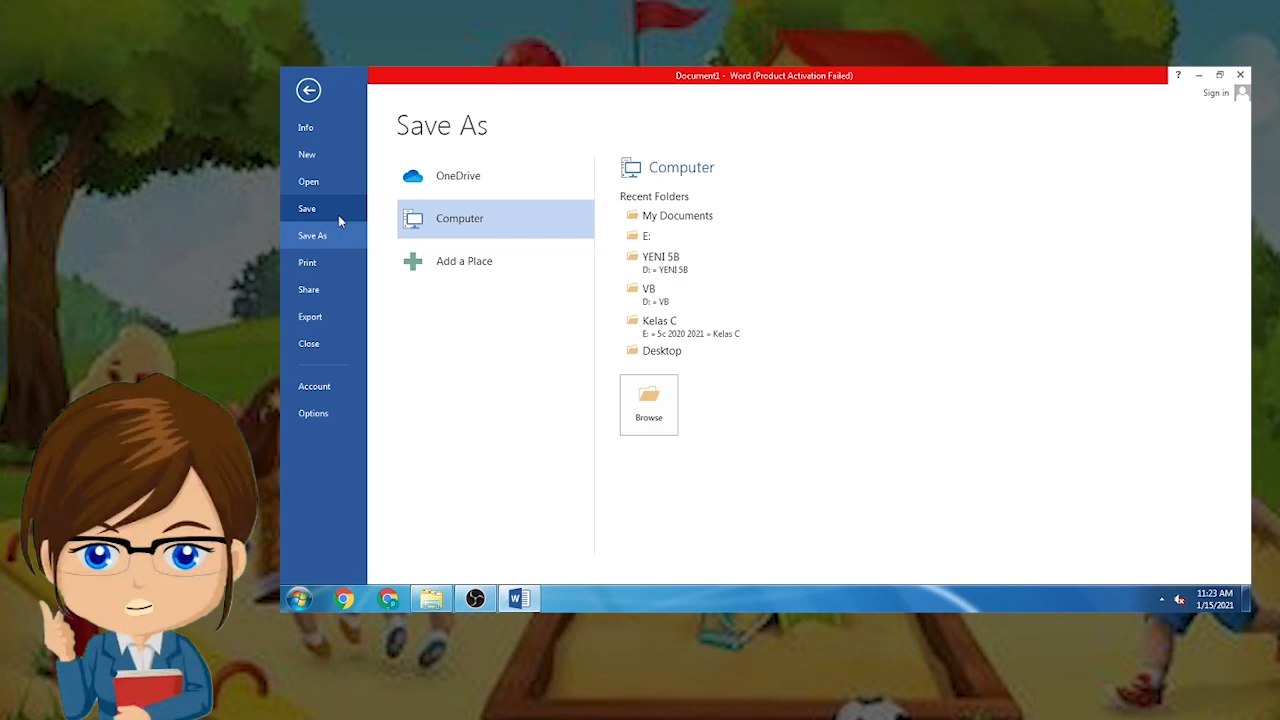 Document1 - Word (Product Activation Failed)
?
Sign in
Info
New
Open
Save
Save As
Print
Share
Export
Close
Account
Options
Save As
OneDrive
Computer
Add a Place
Computer
Recent Folders
My Documents
E:
YENI 5B
D: » YENI 5B
VB
D: » VB
Kelas C
E: » 5c 2020 2021 » Kelas C
Desktop
Browse
W
11:23 AM
1/15/2021